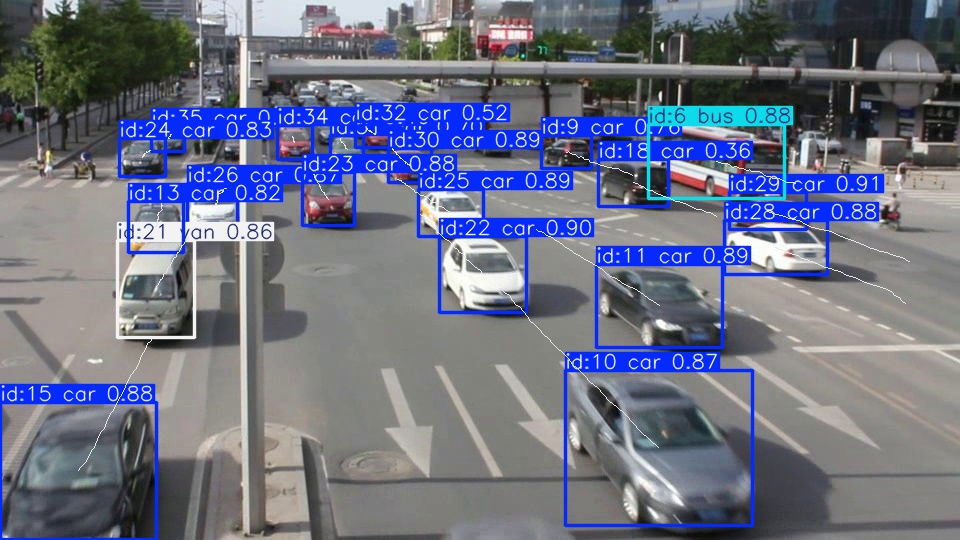 id:35 car
id:34 c
id:32 car 0.52
id:24 car 0.83
id:30 car 0.89
id:9 car 0.76
id:6 bus 0.88
id:18 car 0.36
id:23 car 0.88
id:26 car 0.67
id:25 car 0.89
id:29 car 0.91
id:13 car 0.82
id:28 car 0.88
id:21 van 0.86
id:22 car 0.90
id:11 car 0.89
id:10 car 0.87
id:15 car 0.88